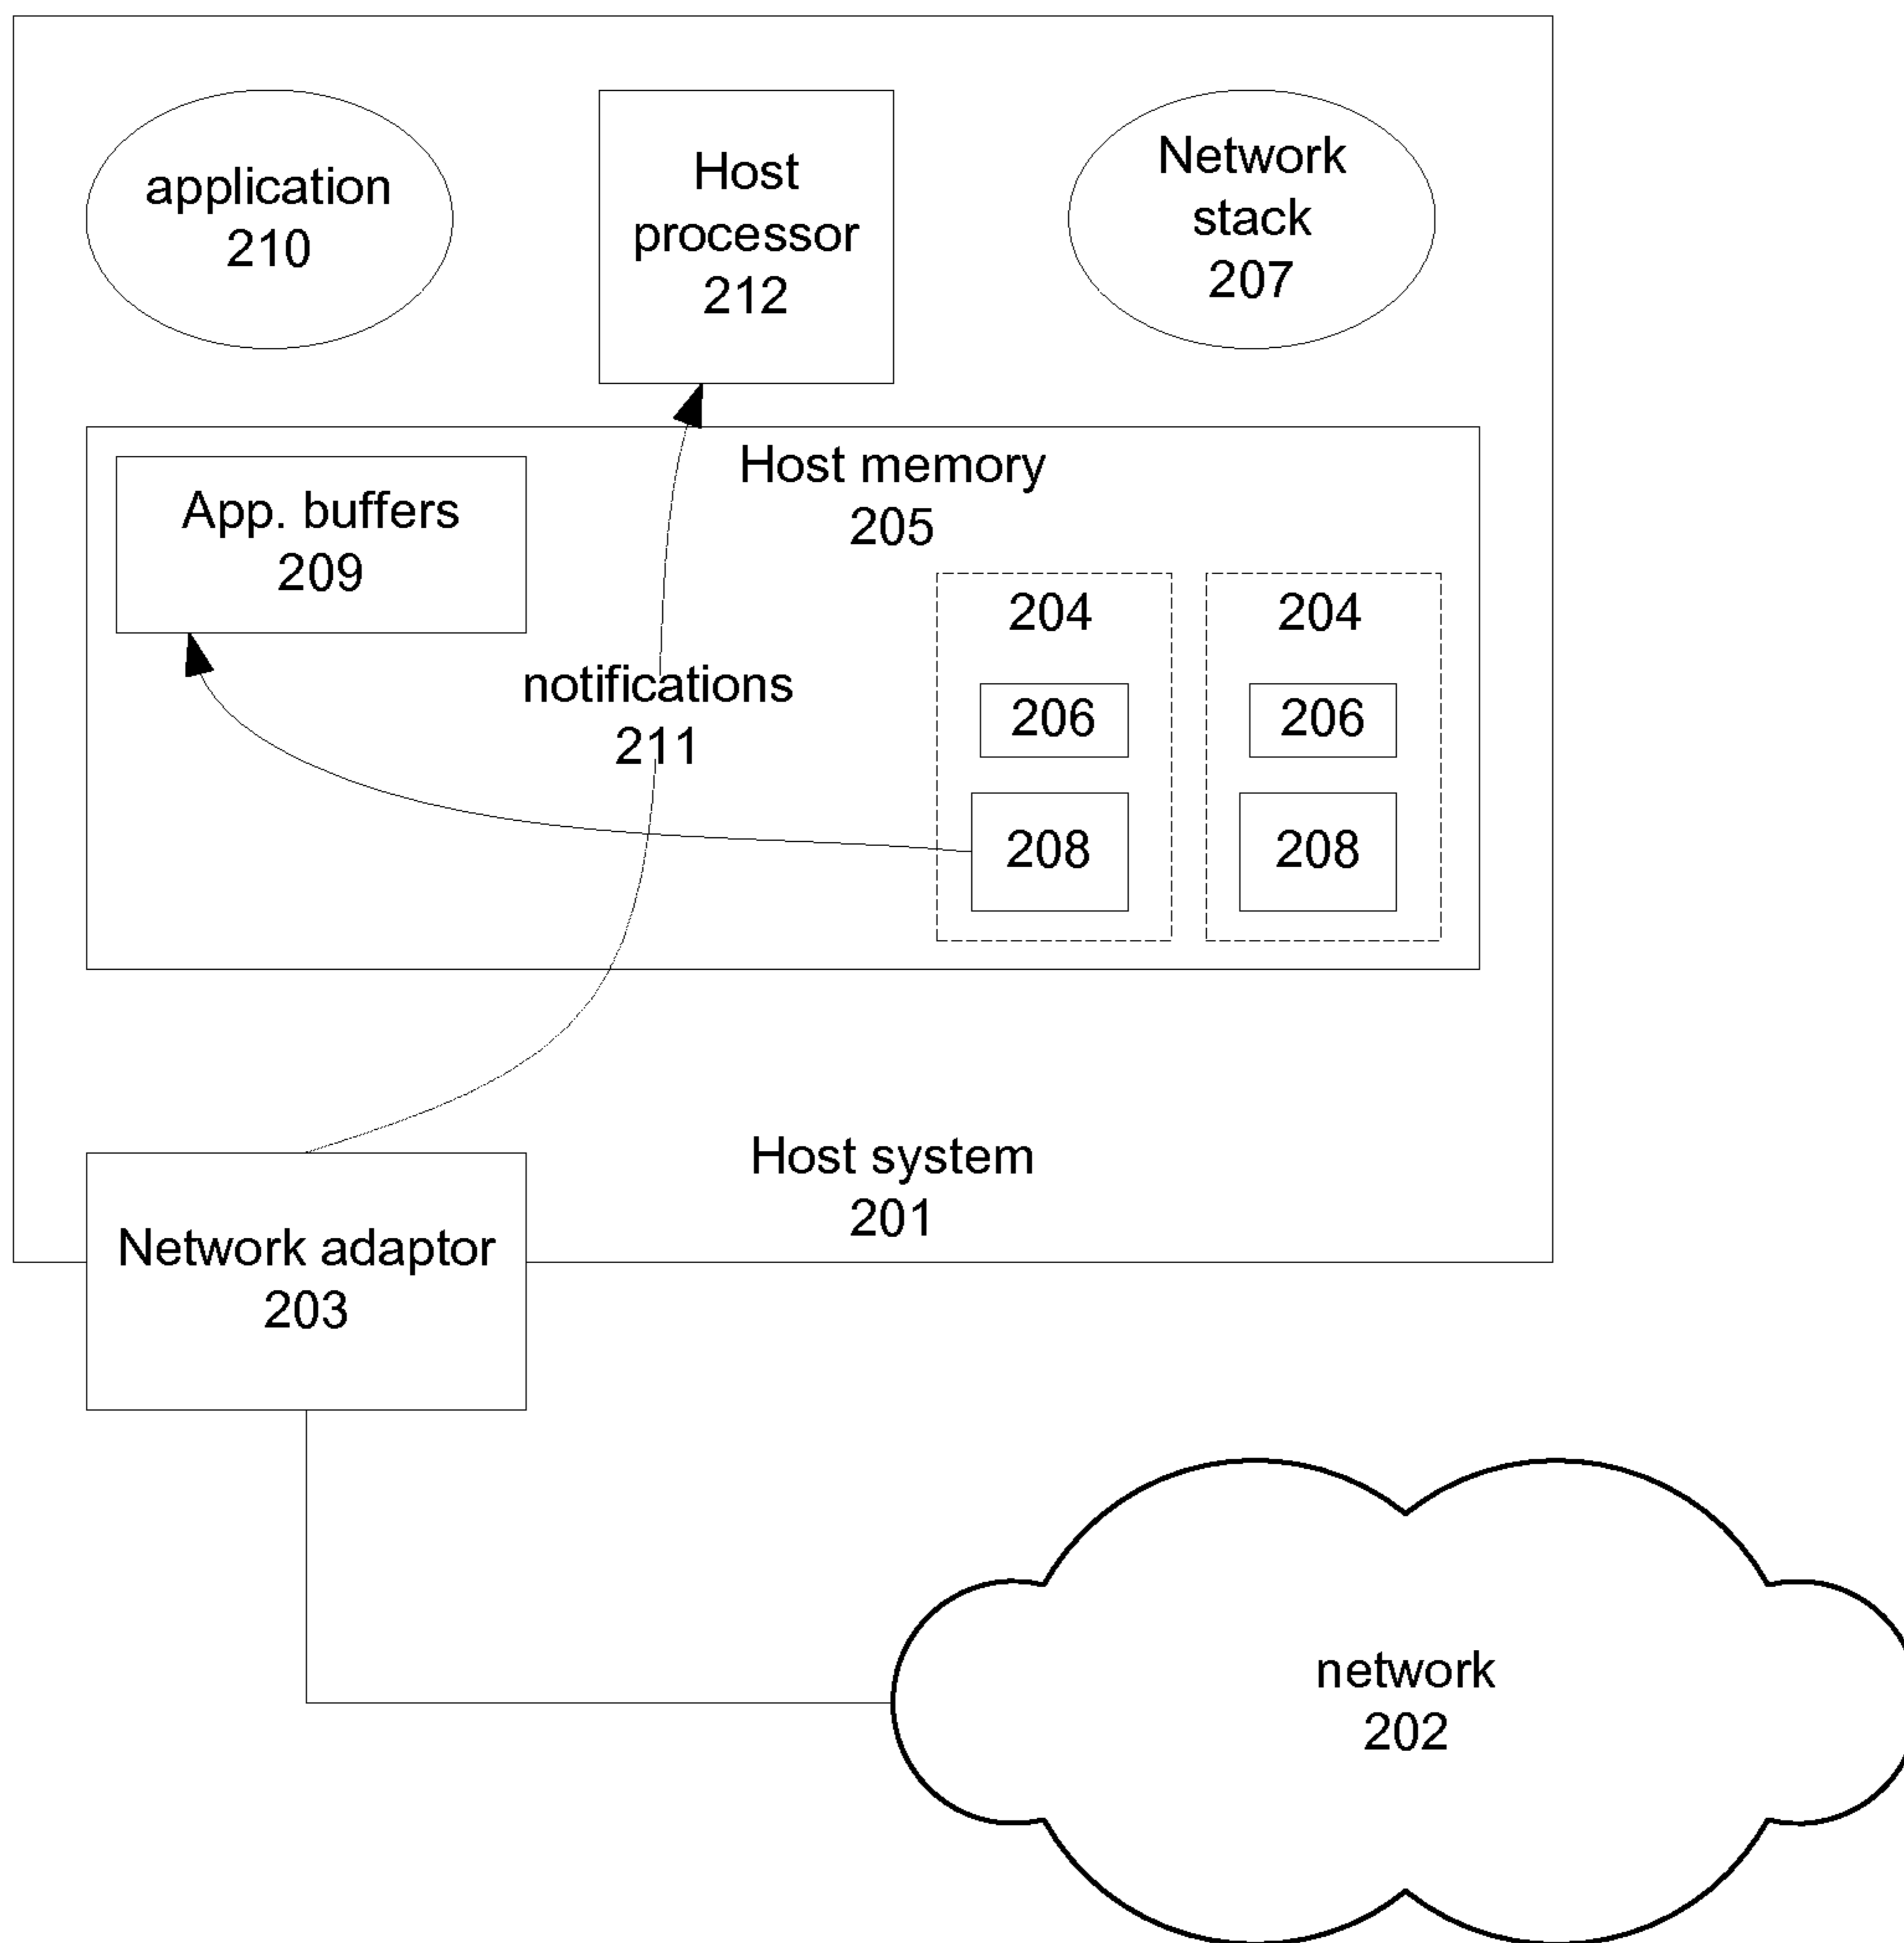 application
210
Host
processor
212
Network
stack
207
Host memory
205
App. buffers
209
204
204
206
206
notifications
211
208
208
Host system
201
Network adaptor
203
network
202